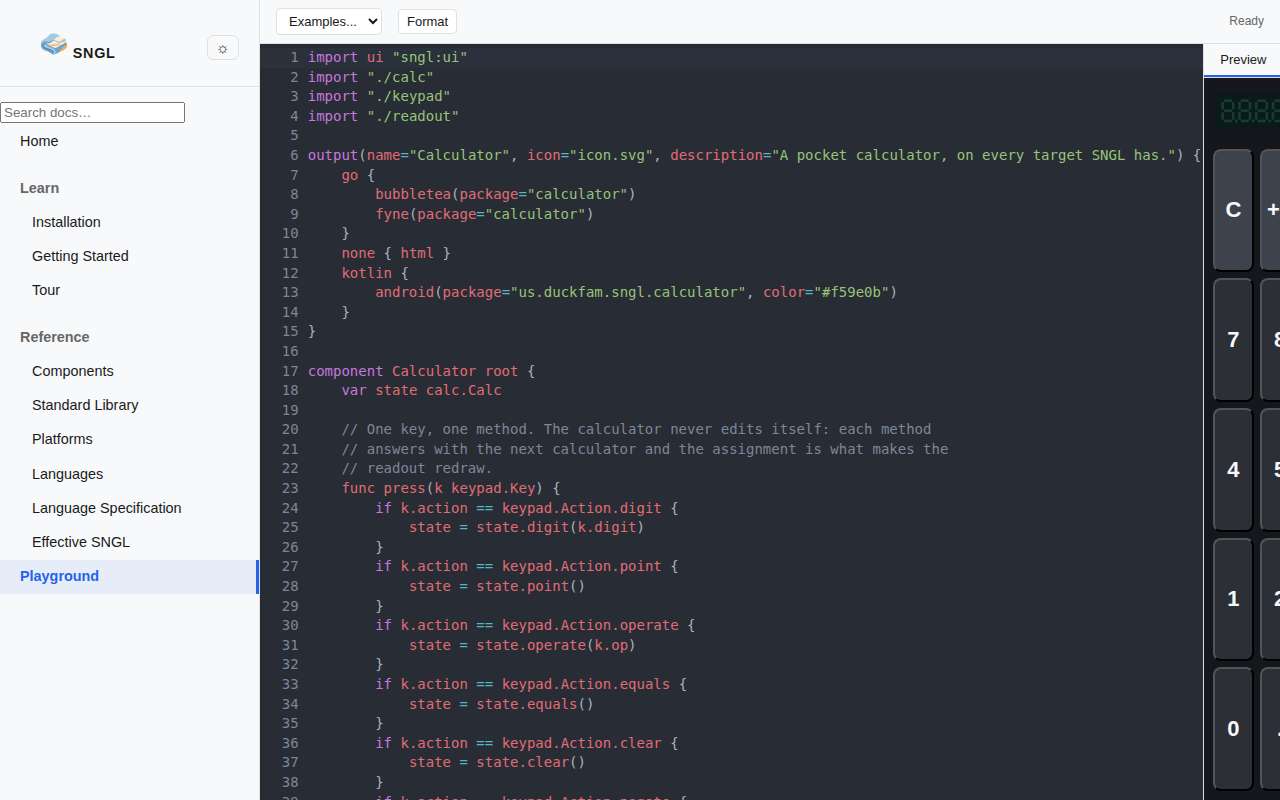 SNGL
Search docs…
Home
Learn
Installation
Getting Started
Tour
Reference
Components
Standard Library
Platforms
Languages
Language Specification
Effective SNGL
Playground
Examples...
Format
Ready
1 import ui "sngl:ui"
2 import "./calc"
3 import "./keypad"
4 import "./readout"
5
6 output(name="Calculator", icon="icon.svg", description="A pocket calculator, on every target SNGL has.") {
7     go {
8         bubbletea(package="calculator")
9         fyne(package="calculator")
10     }
11     none { html }
12     kotlin {
13         android(package="us.duckfam.sngl.calculator", color="#f59e0b")
14     }
15 }
16
17 component Calculator root {
18     var state calc.Calc
19
20     // One key, one method. The calculator never edits itself: each method
21     // answers with the next calculator and the assignment is what makes the
22     // readout redraw.
23     func press(k keypad.Key) {
24         if k.action == keypad.Action.digit {
25             state = state.digit(k.digit)
26         }
27         if k.action == keypad.Action.point {
28             state = state.point()
29         }
30         if k.action == keypad.Action.operate {
31             state = state.operate(k.op)
32         }
33         if k.action == keypad.Action.equals {
34             state = state.equals()
35         }
36         if k.action == keypad.Action.clear {
37             state = state.clear()
38         }
Preview
C
7
4
5
1
2
0